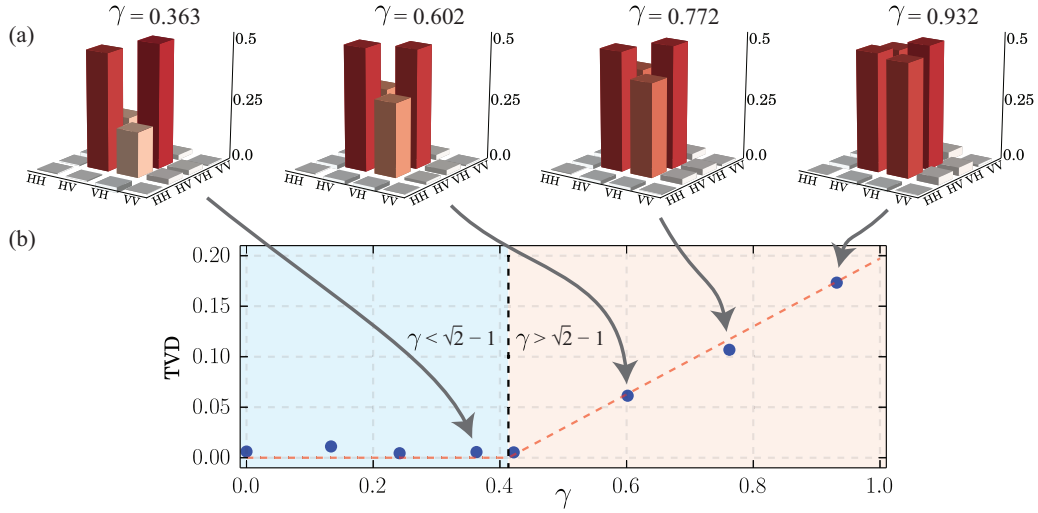 (a)
γ = 0.363
γ = 0.602
γ = 0.772
γ = 0.932
0.5
0.25
0.0
HH HV VH VV
HH HV VH VV
0.5
0.25
0.0
HH HV VH VV
HH HV VH VV
0.5
0.25
0.0
HH HV VH VV
HH HV VH VV
0.5
0.25
0.0
HH HV VH VV
HH HV VH VV
(b)
TVD
0.20
0.15
0.10
0.05
0.00
γ < √2 − 1
γ > √2 − 1
0.0 0.2 0.4 0.6 0.8 1.0
γ